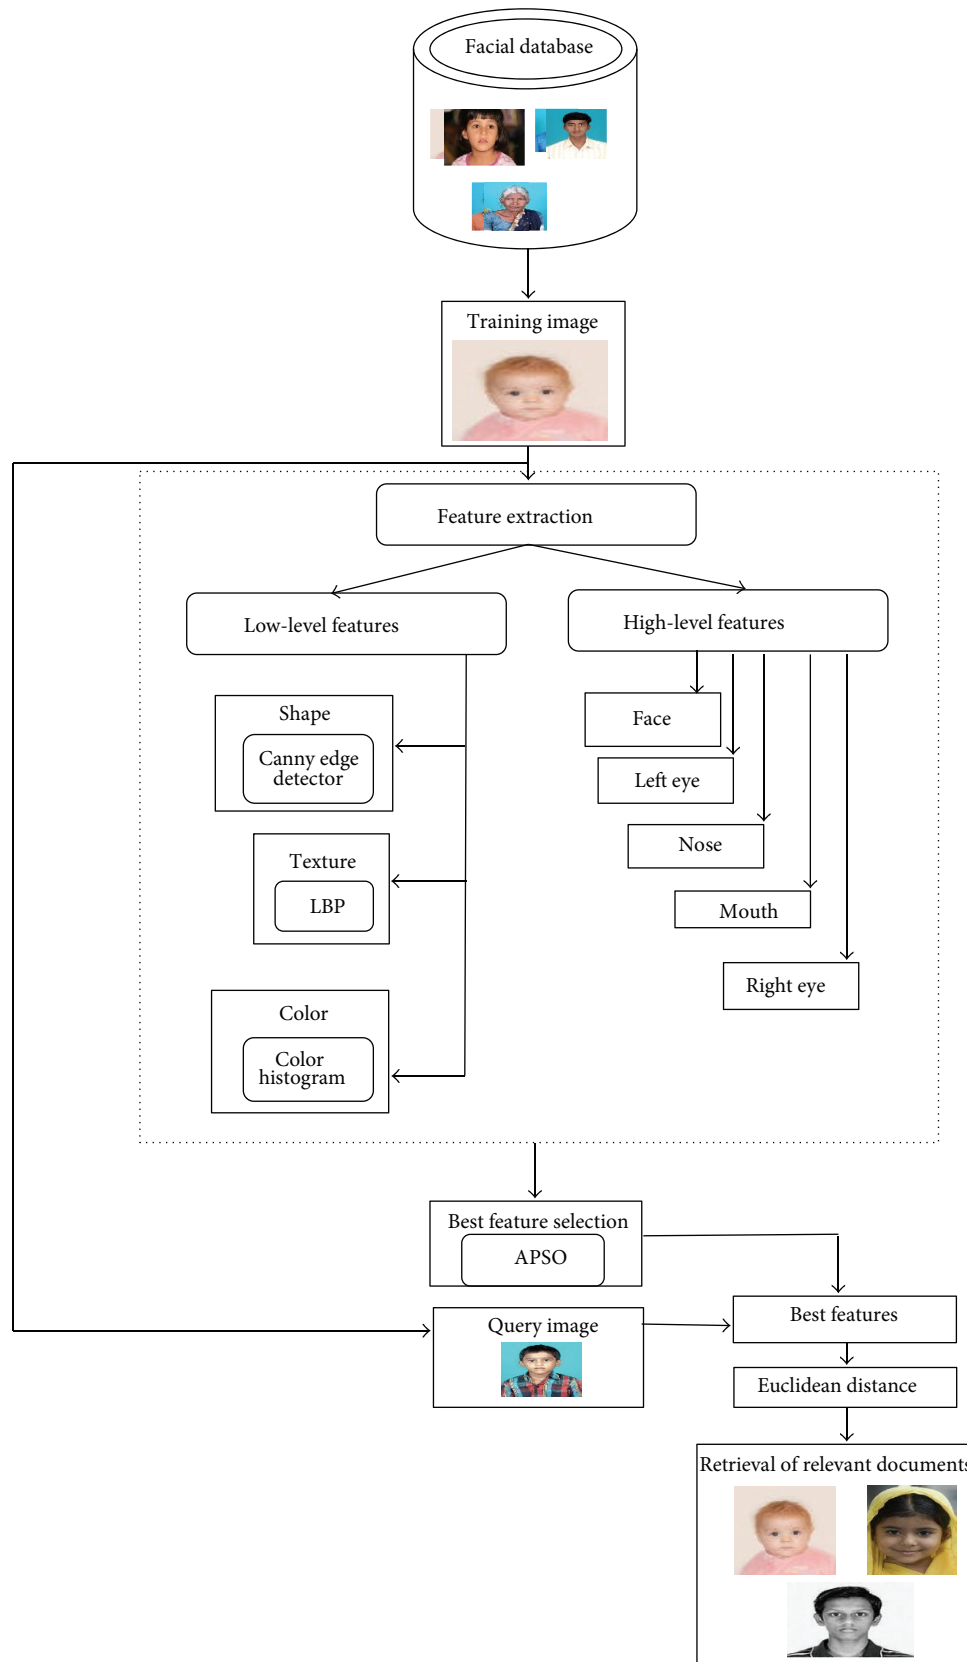 Facial database
Training image
Feature extraction
Low-level features
High-level features
Shape
Canny edge
detector
Texture
LBP
Color
Color
histogram
Face
Left eye
Nose
Mouth
Right eye
Best feature selection
APSO
Query image
Best features
Euclidean distance
Retrieval of relevant documents